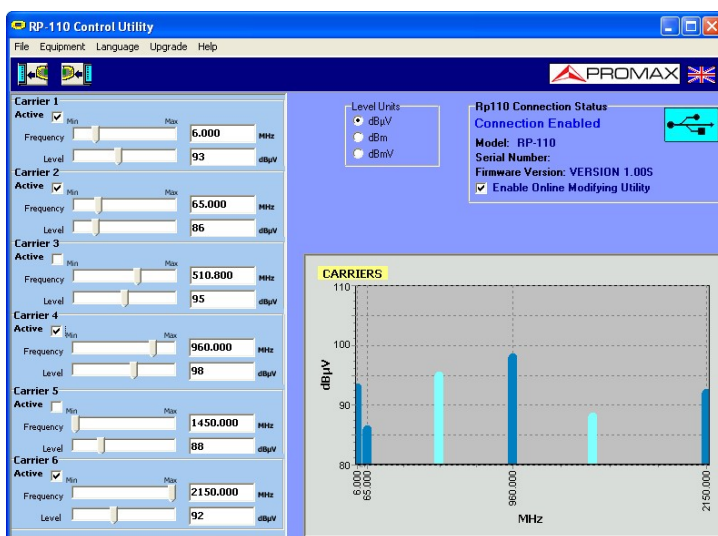 RP-110 Control Utility
File Equipment Language Upgrade Help
PROMAX
Carrier 1
Active
Min Max
Frequency 6.000 MHz
Level 93 dBµV
Carrier 2
Active
Min Max
Frequency 65.000 MHz
Level 86 dBµV
Carrier 3
Active
Min Max
Frequency 510.800 MHz
Level 95 dBµV
Carrier 4
Active
Min Max
Frequency 960.000 MHz
Level 98 dBµV
Carrier 5
Active
Min Max
Frequency 1450.000 MHz
Level 88 dBµV
Carrier 6
Active
Min Max
Frequency 2150.000 MHz
Level 92 dBµV
Level Units
dBµV
dBm
dBmV
Rp110 Connection Status
Connection Enabled
Model: RP-110
Serial Number:
Firmware Version: VERSION 1.00S
Enable Online Modifying Utility
CARRIERS
110
100
90
80
dBµV
6.000
65.000
960.000
2150.000
MHz